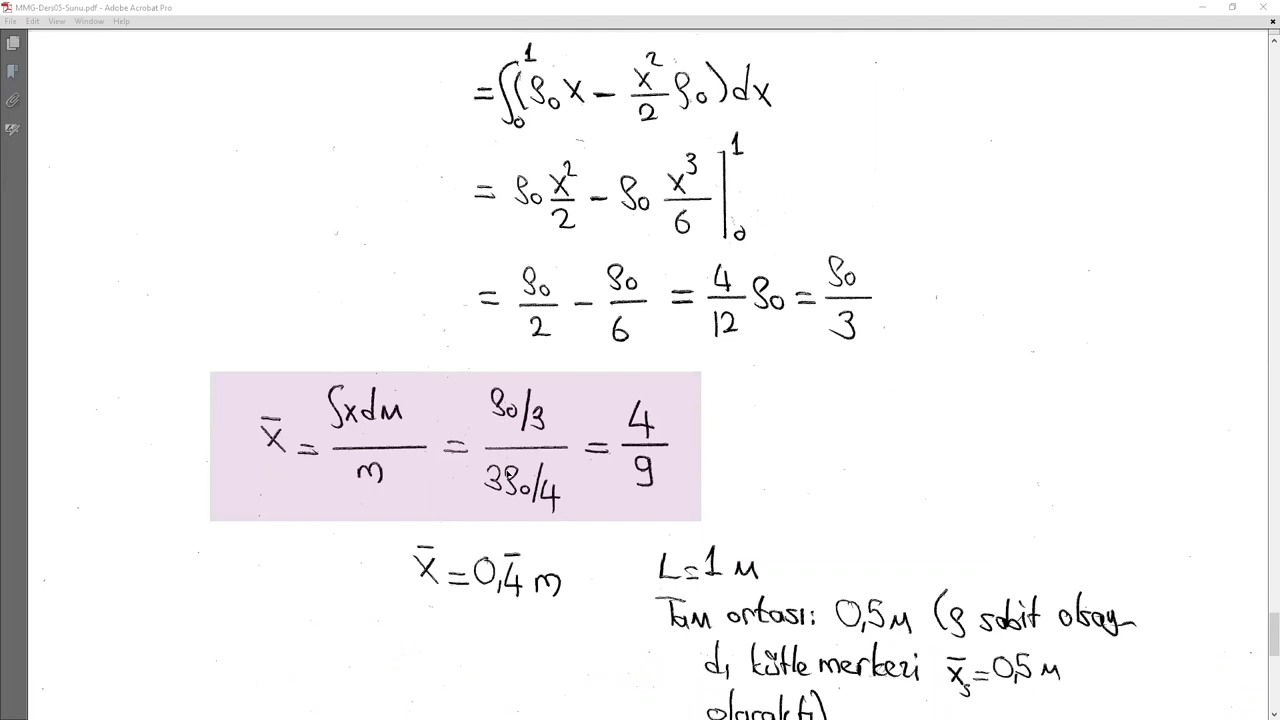 MMG-Ders05-Sunu.pdf - Adobe Acrobat Pro
File Edit View Window Help
= ∫₀¹ (ρ₀x − x²/2 ρ₀) dx
= ρ₀ x²/2 − ρ₀ x³/6 |₀¹
= ρ₀/2 − ρ₀/6 = 4/12 ρ₀ = ρ₀/3
x̄ = ∫xdm / m = (ρ₀/3) / (3ρ₀/4) = 4/9
x̄ = 0,4̄ m
L = 1 m
Tam ortası: 0,5 m (ρ sabit olsay
dı kütle merkezi x̄ₛ = 0,5 m
olacaktı)